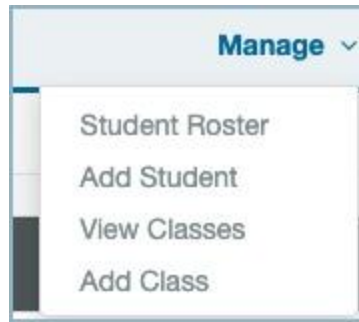 Manage
Student Roster
Add Student
View Classes
Add Class